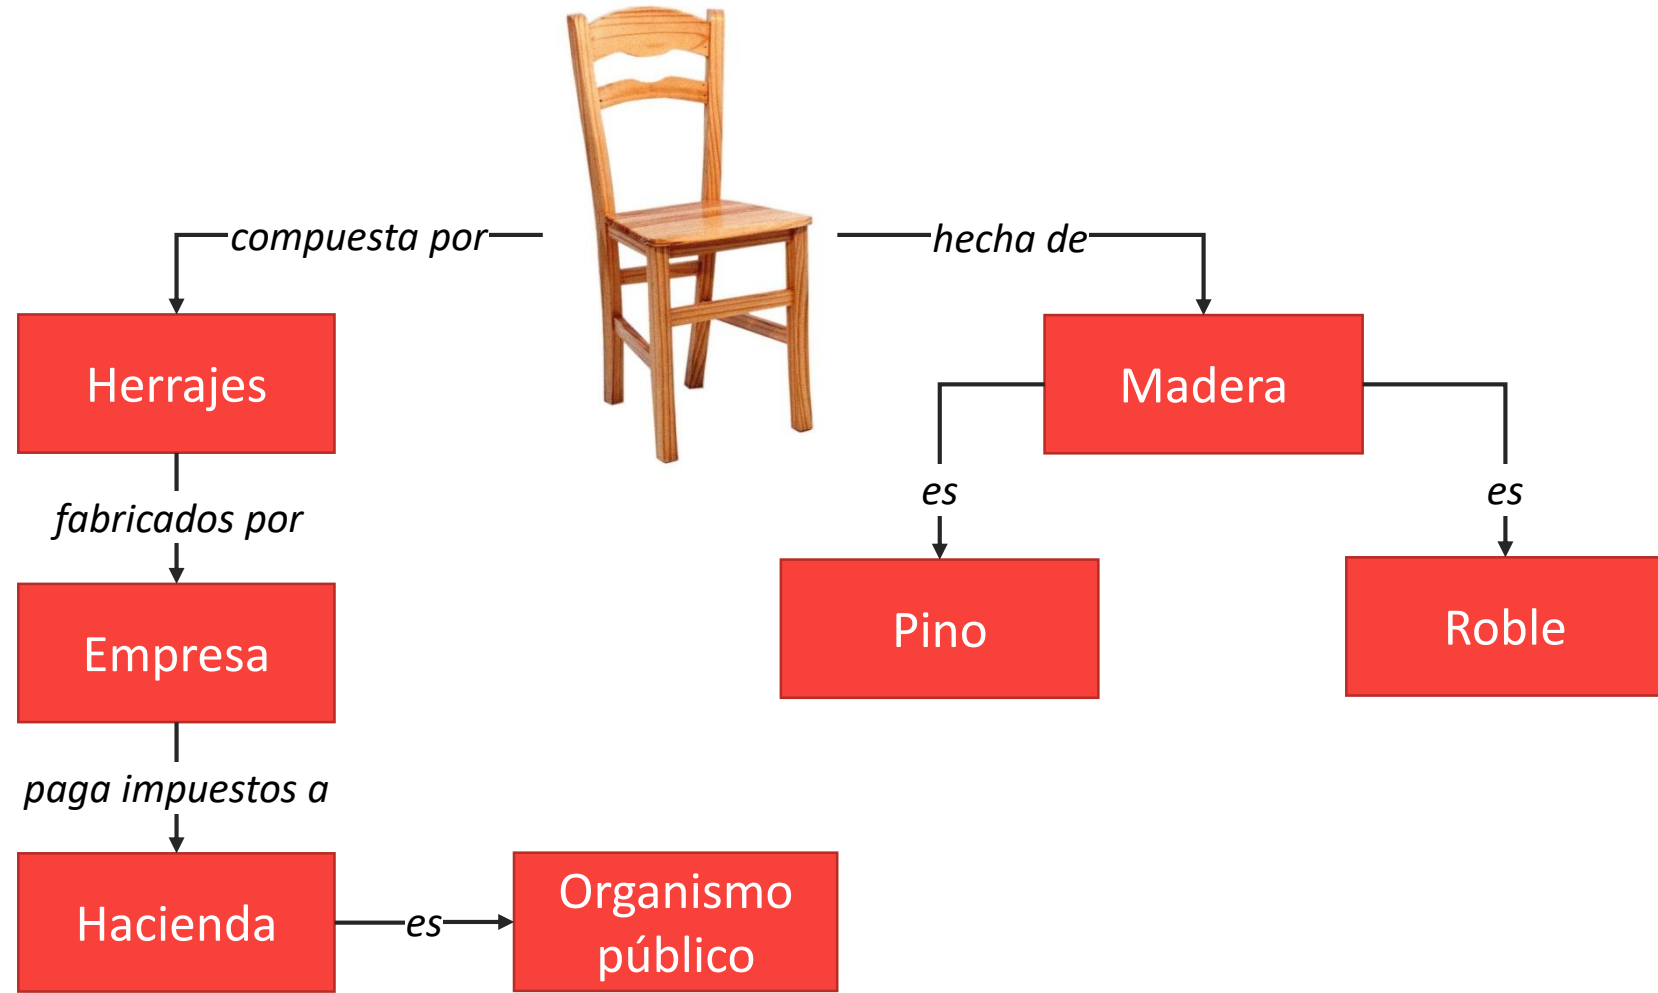 compuesta por
hecha de
Herrajes
Madera
es
es
fabricados por
Pino
Roble
Empresa
paga impuestos a
Hacienda
es
Organismo
público